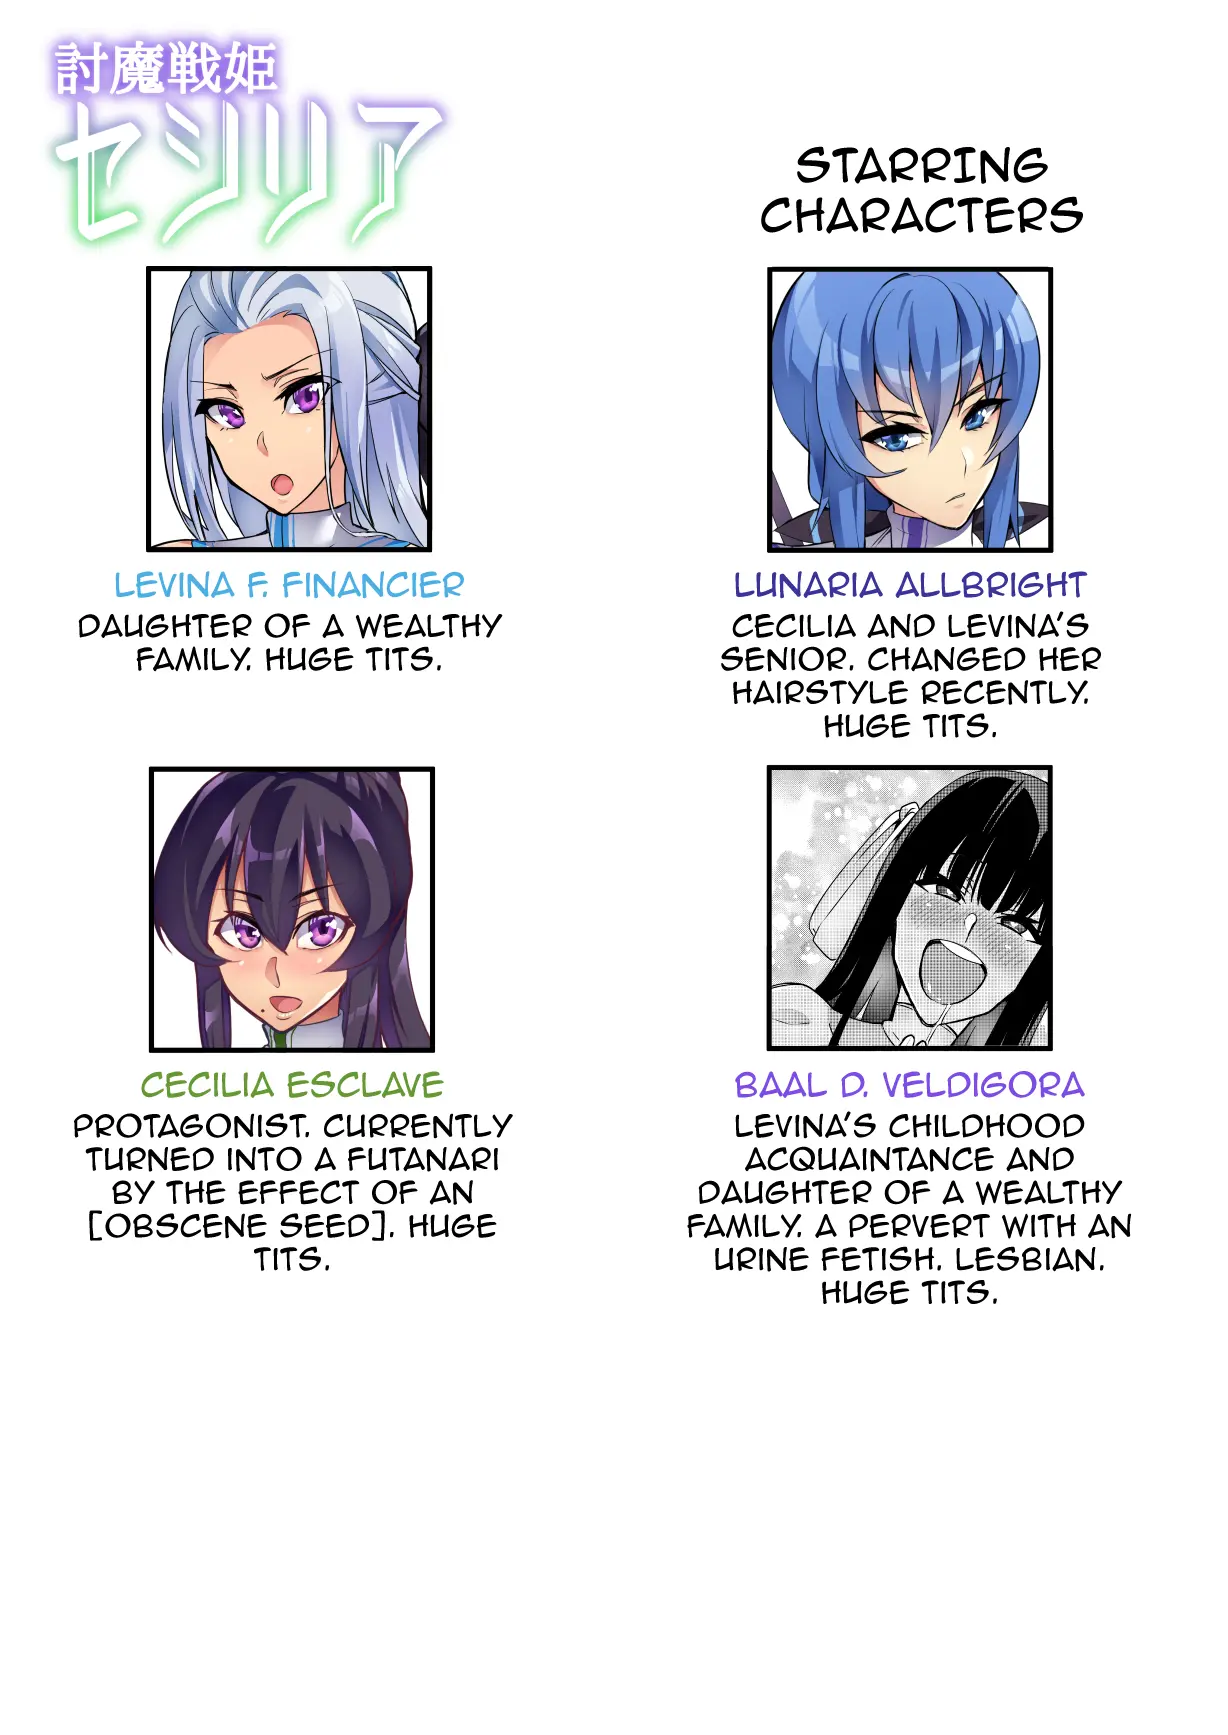 討魔戦姫
セシリア
STARRING
CHARACTERS
LEVINA F. FINANCIER
DAUGHTER OF A WEALTHY
FAMILY. HUGE TITS.
LUNARIA ALLBRIGHT
CECILIA AND LEVINA'S
SENIOR. CHANGED HER
HAIRSTYLE RECENTLY.
HUGE TITS.
CECILIA ESCLAVE
PROTAGONIST. CURRENTLY
TURNED INTO A FUTANARI
BY THE EFFECT OF AN
[OBSCENE SEED]. HUGE
TITS.
BAAL D. VELDIGORA
LEVINA'S CHILDHOOD
ACQUAINTANCE AND
DAUGHTER OF A WEALTHY
FAMILY. A PERVERT WITH AN
URINE FETISH. LESBIAN.
HUGE TITS.